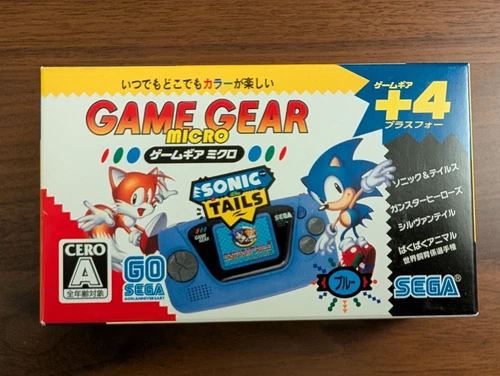 いつでもどこでもカラーが楽しい
GAME GEAR
MICRO
ゲームギア ミクロ
ゲームギア
+4
プラスフォー
ソニック&テイルス
ガンスターヒーローズ
シルヴァンテイル
ばくばくアニマル
世界飼育係選手権
SONIC
TAILS
GAME GEAR
MICRO
SEGA
CERO
A
全年齢対象
GO
SEGA
60th ANNIVERSARY
ブルー
SEGA